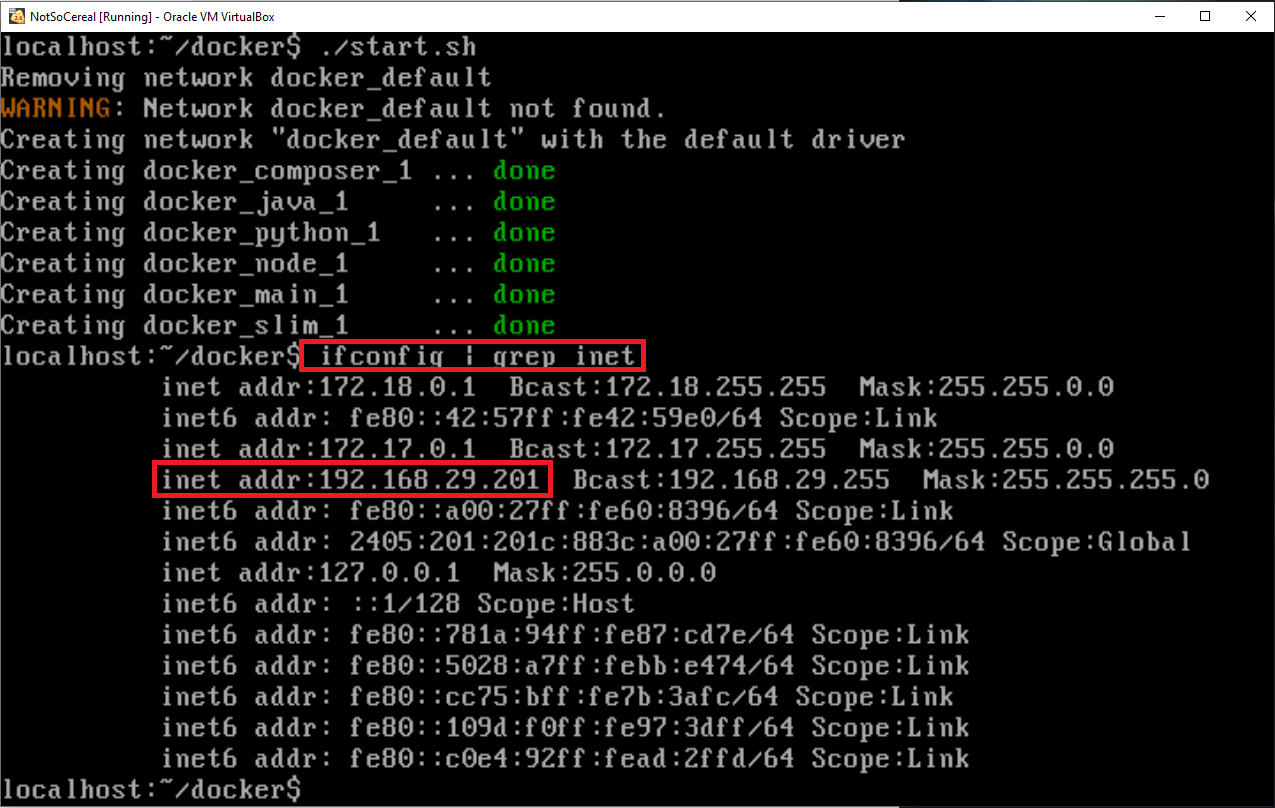 NotSoCereal [Running] - Oracle VM VirtualBox
localhost:~/docker$ ./start.sh
Removing network docker_default
WARNING: Network docker_default not found.
Creating network "docker_default" with the default driver
Creating docker_composer_1 ... done
Creating docker_java_1     ... done
Creating docker_python_1   ... done
Creating docker_node_1     ... done
Creating docker_main_1     ... done
Creating docker_slim_1     ... done
localhost:~/docker$ ifconfig | grep inet
inet addr:172.18.0.1  Bcast:172.18.255.255  Mask:255.255.0.0
inet6 addr: fe80::42:57ff:fe42:59e0/64 Scope:Link
inet addr:172.17.0.1  Bcast:172.17.255.255  Mask:255.255.0.0
inet addr:192.168.29.201  Bcast:192.168.29.255  Mask:255.255.255.0
inet6 addr: fe80::a00:27ff:fe60:8396/64 Scope:Link
inet6 addr: 2405:201:201c:883c:a00:27ff:fe60:8396/64 Scope:Global
inet addr:127.0.0.1  Mask:255.0.0.0
inet6 addr: ::1/128 Scope:Host
inet6 addr: fe80::781a:94ff:fe87:cd7e/64 Scope:Link
inet6 addr: fe80::5028:a7ff:febb:e474/64 Scope:Link
inet6 addr: fe80::cc75:bff:fe7b:3afc/64 Scope:Link
inet6 addr: fe80::109d:f0ff:fe97:3dff/64 Scope:Link
inet6 addr: fe80::c0e4:92ff:fead:2ffd/64 Scope:Link
localhost:~/docker$